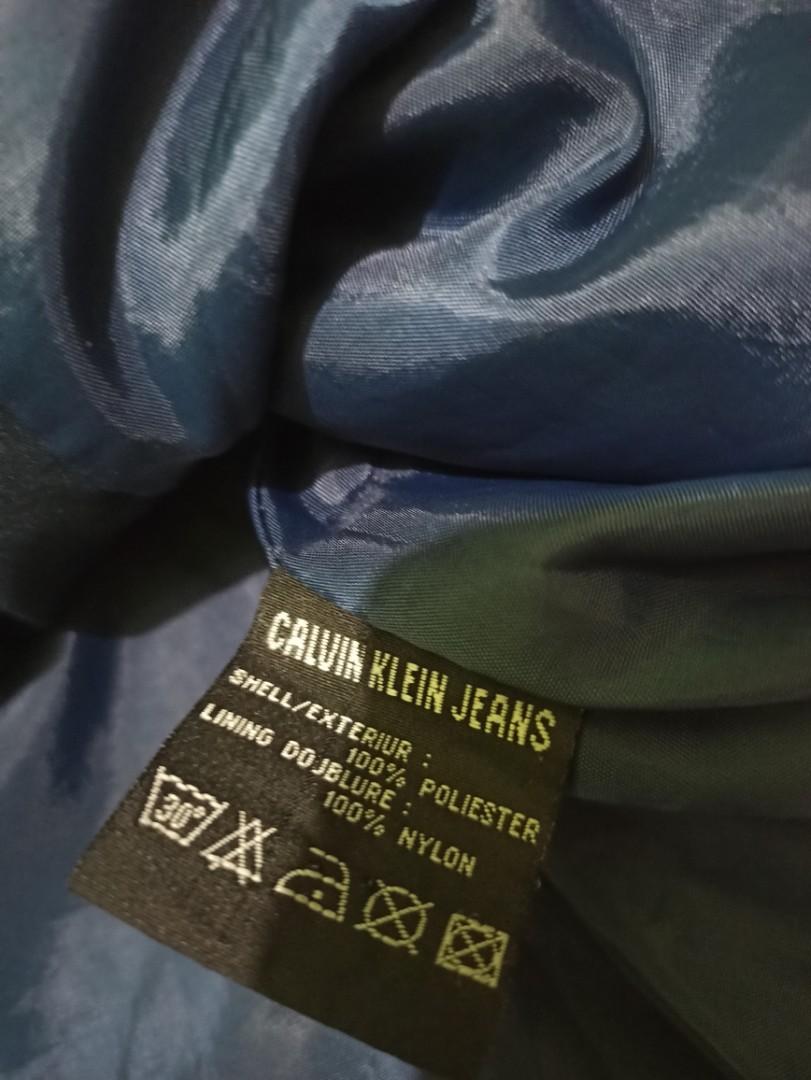 CALVIN KLEIN JEANS
SHELL/EXTERIUR :
100% POLIESTER
LINING DOJBLURE :
100% NYLON
30°